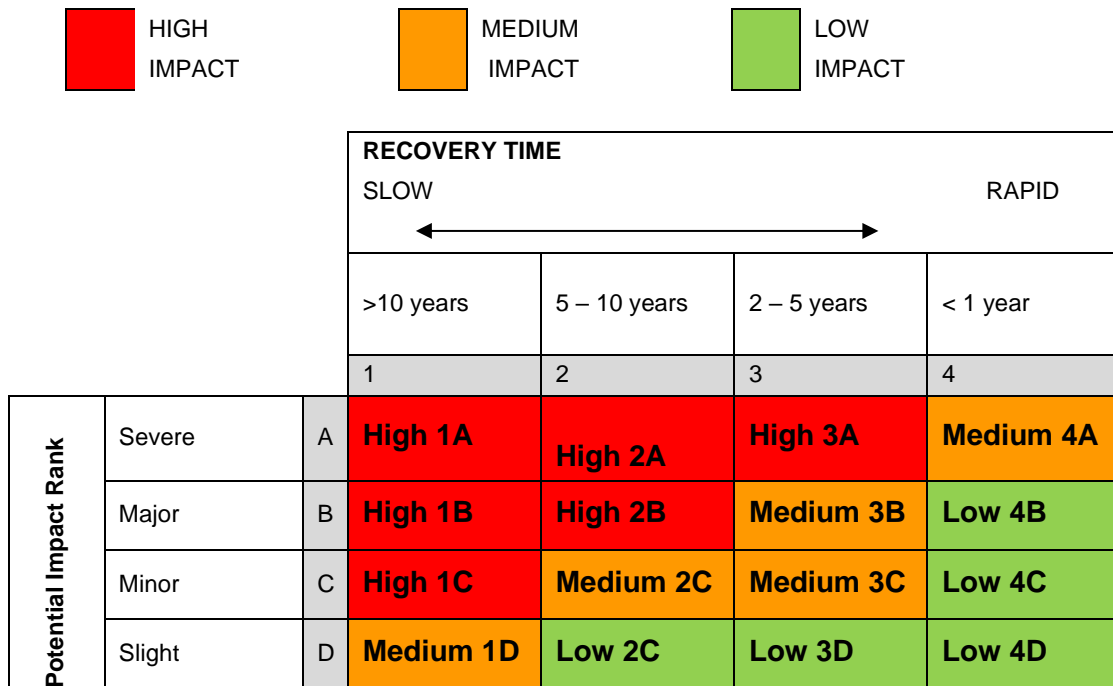 HIGH
IMPACT
MEDIUM
IMPACT
LOW
IMPACT
RECOVERY TIME
SLOW RAPID
>10 years 5 – 10 years 2 – 5 years < 1 year
1 2 3 4
Potential Impact Rank
Severe A High 1A High 2A High 3A Medium 4A
Major B High 1B High 2B Medium 3B Low 4B
Minor C High 1C Medium 2C Medium 3C Low 4C
Slight D Medium 1D Low 2C Low 3D Low 4D